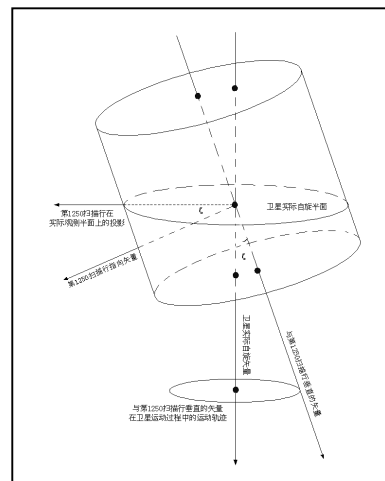 卫星实际自旋平面
第1250扫描行在
实际观测平面上的投影
ζ
第1250扫描行指向矢量
ζ
卫星实际自旋矢量
与第1250扫描行垂直的矢量
与第1250扫描行垂直的矢量
在卫星运动过程中的运动轨迹